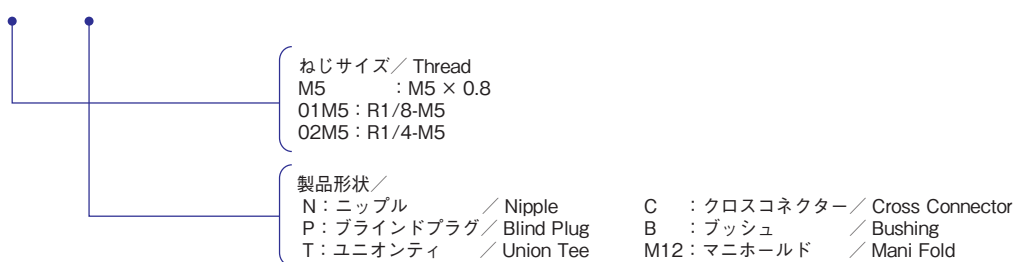 ねじサイズ／ Thread
M5 ：M5 × 0.8
01M5：R1/8-M5
02M5：R1/4-M5
製品形状／
N：ニップル ／ Nipple C ：クロスコネクター／ Cross Connector
P：ブラインドプラグ／ Blind Plug B ：ブッシュ ／ Bushing
T：ユニオンティ ／ Union Tee M12：マニホールド ／ Mani Fold